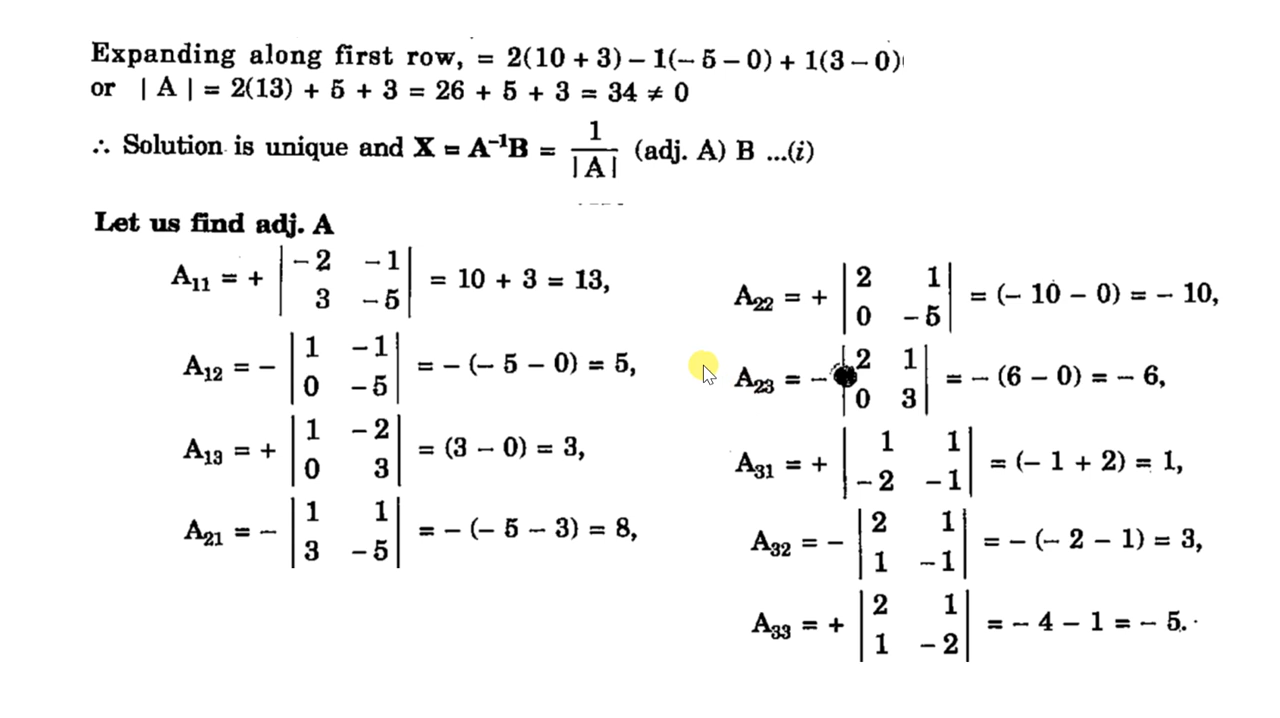 Expanding along first row, = 2(10 + 3) – 1(– 5 – 0) + 1(3 – 0)
or | A | = 2(13) + 5 + 3 = 26 + 5 + 3 = 34 ≠ 0
∴ Solution is unique and X = A⁻¹B = 1/|A| (adj. A) B ...(i)
Let us find adj. A
A₁₁ = + | –2 –1 ; 3 –5 | = 10 + 3 = 13,
A₁₂ = – | 1 –1 ; 0 –5 | = – (– 5 – 0) = 5,
A₁₃ = + | 1 –2 ; 0 3 | = (3 – 0) = 3,
A₂₁ = – | 1 1 ; 3 –5 | = – (– 5 – 3) = 8,
A₂₂ = + | 2 1 ; 0 –5 | = (– 10 – 0) = – 10,
A₂₃ = – | 2 1 ; 0 3 | = – (6 – 0) = – 6,
A₃₁ = + | 1 1 ; –2 –1 | = (– 1 + 2) = 1,
A₃₂ = – | 2 1 ; 1 –1 | = – (– 2 – 1) = 3,
A₃₃ = + | 2 1 ; 1 –2 | = – 4 – 1 = – 5.